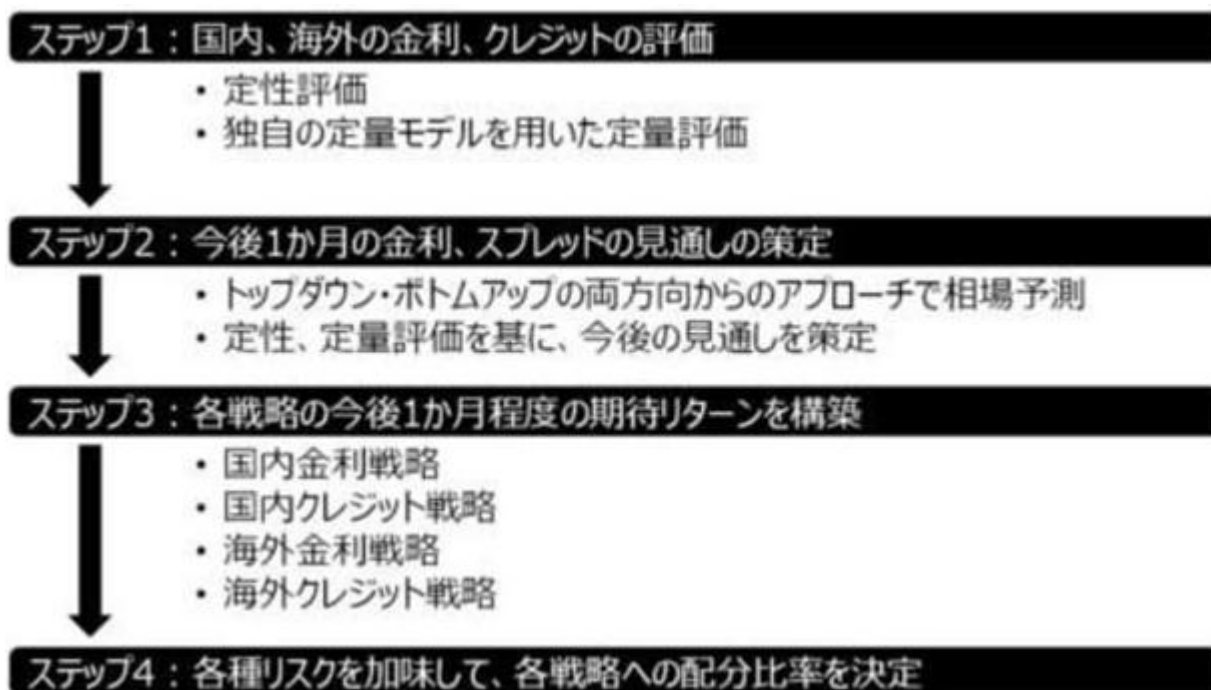 ステップ1：国内、海外の金利、クレジットの評価
・ 定性評価
・ 独自の定量モデルを用いた定量評価
ステップ2：今後1か月の金利、スプレッドの見通しの策定
・ トップダウン・ボトムアップの両方向からのアプローチで相場予測
・ 定性、定量評価を基に、今後の見通しを策定
ステップ3：各戦略の今後1か月程度の期待リターンを構築
・ 国内金利戦略
・ 国内クレジット戦略
・ 海外金利戦略
・ 海外クレジット戦略
ステップ4：各種リスクを加味して、各戦略への配分比率を決定